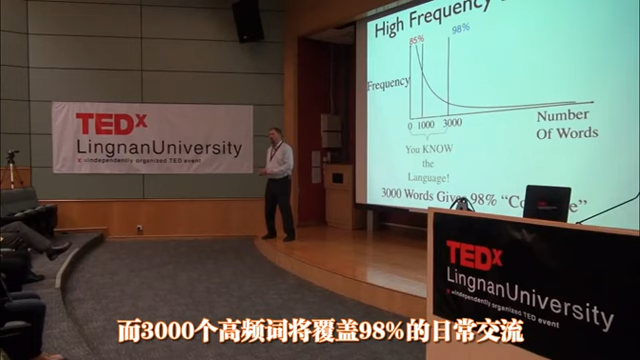 High Frequency
85%
98%
Frequency
0 1000 3000
Number
Of Words
You KNOW
the
Language!
3000 Words Gives 98%
TEDx
LingnanUniversity
x = independently organized TED event
TEDx
LingnanUniversity
x = independently organized TED event
而3000个高频词将覆盖98%的日常交流